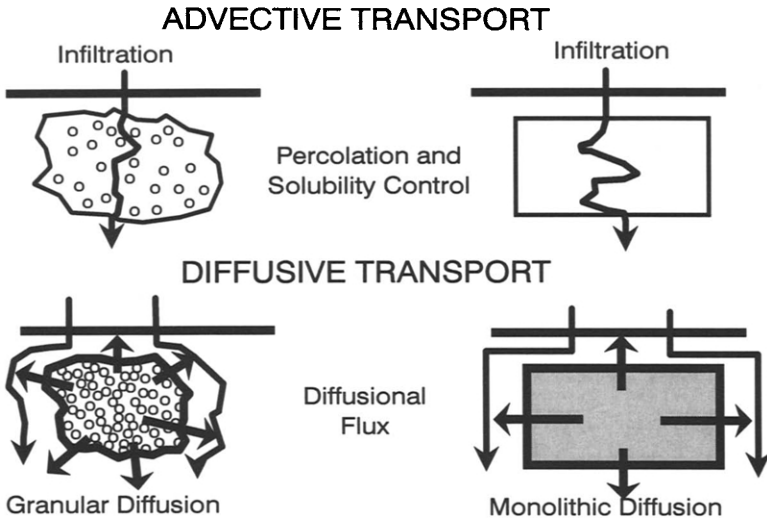 ADVECTIVE TRANSPORT
Infiltration
Infiltration
Percolation and
Solubility Control
DIFFUSIVE TRANSPORT
Diffusional
Flux
Granular Diffusion
Monolithic Diffusion